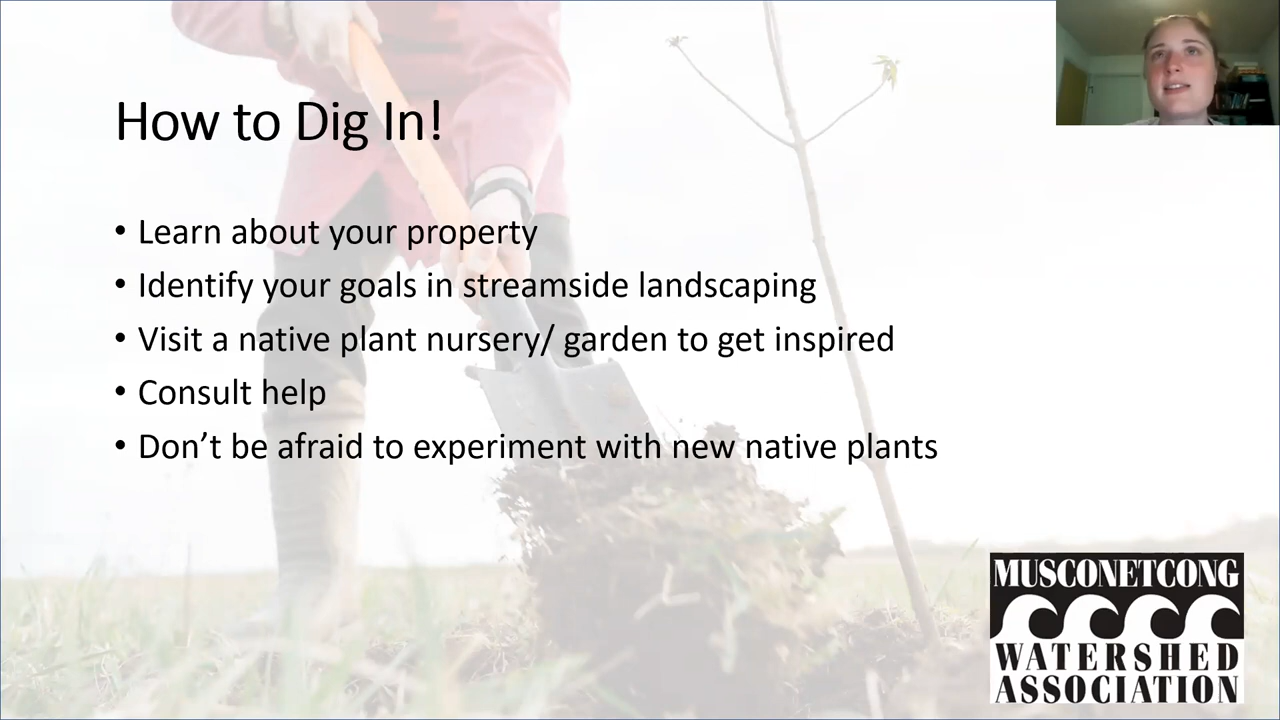 How to Dig In!
• Learn about your property
• Identify your goals in streamside landscaping
• Visit a native plant nursery/ garden to get inspired
• Consult help
• Don’t be afraid to experiment with new native plants
MUSCONETCONG
WATERSHED
ASSOCIATION